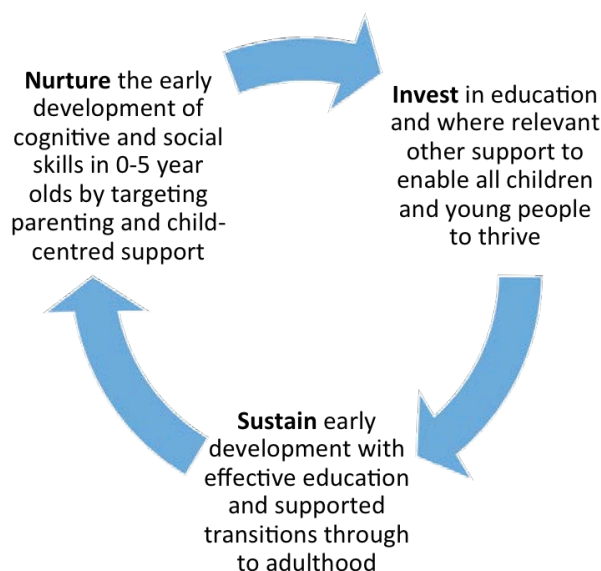 Nurture the early
development of
cognitive and social
skills in 0-5 year
olds by targeting
parenting and child-
centred support
Invest in education
and where relevant
other support to
enable all children
and young people
to thrive
Sustain early
development with
effective education
and supported
transitions through
to adulthood